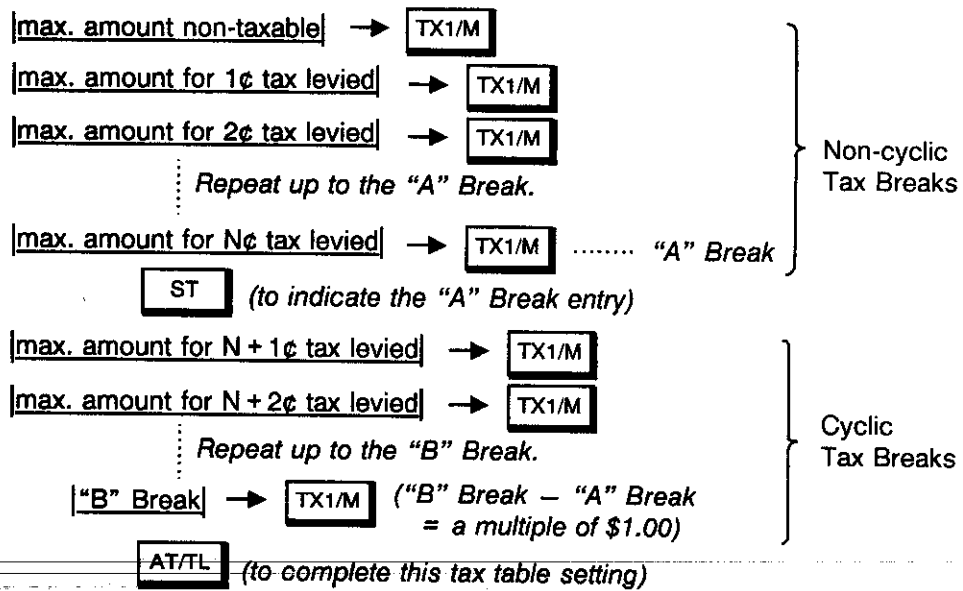 max. amount non-taxable → TX1/M
max. amount for 1¢ tax levied → TX1/M
max. amount for 2¢ tax levied → TX1/M
Repeat up to the “A” Break.
max. amount for N¢ tax levied → TX1/M ........ “A” Break
Non-cyclic
Tax Breaks
ST (to indicate the “A” Break entry)
max. amount for N + 1¢ tax levied → TX1/M
max. amount for N + 2¢ tax levied → TX1/M
Repeat up to the “B” Break.
“B” Break → TX1/M (“B” Break – “A” Break
= a multiple of $1.00)
Cyclic
Tax Breaks
AT/TL (to complete this tax table setting)